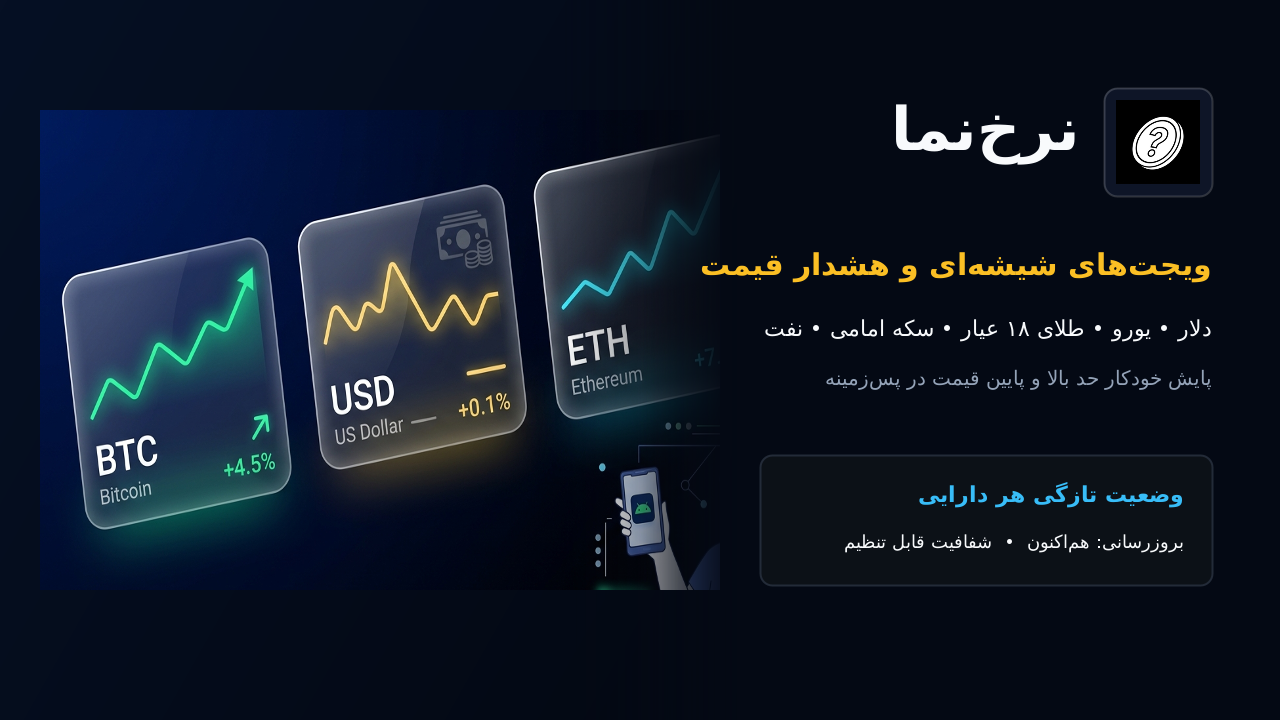 نرخ‌نما
?
ویجت‌های شیشه‌ای و هشدار قیمت
دلار • یورو • طلای ۱۸ عیار • سکه امامی • نفت
پایش خودکار حد بالا و پایین قیمت در پس‌زمینه
وضعیت تازگی هر دارایی
بروزرسانی: هم‌اکنون • شفافیت قابل تنظیم
BTC
Bitcoin
+4.5%
USD
US Dollar
+0.1%
ETH
Ethereum
+7.